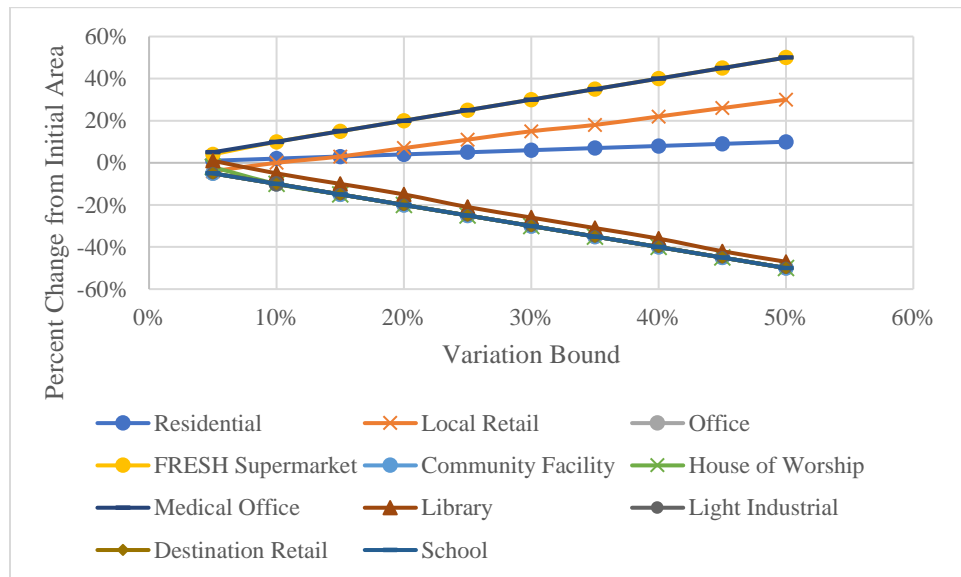 Percent Change from Initial Area
60%
40%
20%
0%
-20%
-40%
-60%
0% 10% 20% 30% 40% 50% 60%
Variation Bound
Residential Local Retail Office
FRESH Supermarket Community Facility House of Worship
Medical Office Library Light Industrial
Destination Retail School